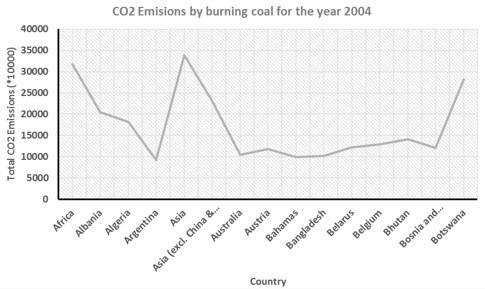 CO2 Emisions by burning coal for the year 2004
Total CO2 Emissions (*10000)
40000
35000
30000
25000
20000
15000
10000
5000
0
Africa
Albania
Algeria
Argentina
Asia
Asia (excl. China &...
Australia
Austria
Bahamas
Bangladesh
Belarus
Belgium
Bhutan
Bosnia and...
Botswana
Country